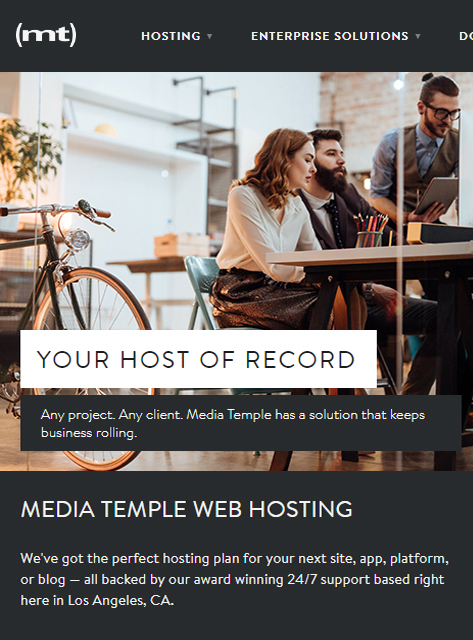 (mt)
HOSTING ▼ ENTERPRISE SOLUTIONS ▼ DO
YOUR HOST OF RECORD
Any project. Any client. Media Temple has a solution that keeps
business rolling.
MEDIA TEMPLE WEB HOSTING
We've got the perfect hosting plan for your next site, app, platform,
or blog — all backed by our award winning 24/7 support based right
here in Los Angeles, CA.